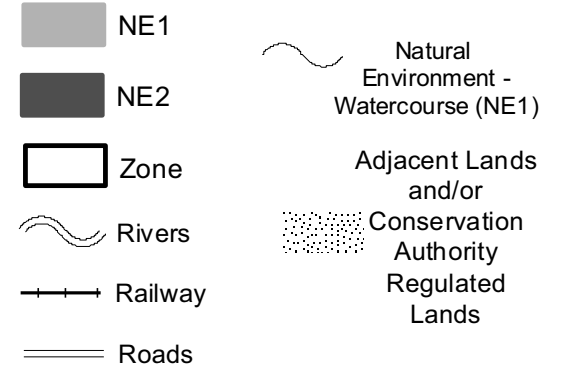 NE1
NE2
Zone
Rivers
Railway
Roads
Natural
Environment -
Watercourse (NE1)
Adjacent Lands
and/or
Conservation
Authority
Regulated
Lands